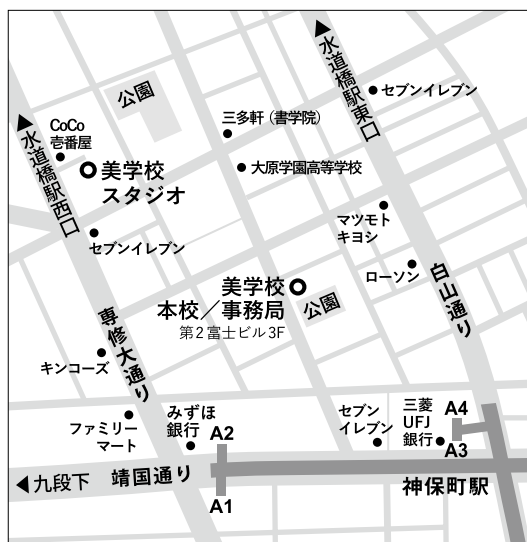 ▲水道橋駅東口
セブンイレブン
公園
▲水道橋駅西口
CoCo
壱番屋
三多軒（書学院）
美学校
スタジオ
大原学園高等学校
マツモト
キヨシ
セブンイレブン
ローソン
白山通り
美学校
本校／事務局
第2富士ビル3F
公園
専修大通り
キンコーズ
ファミリー
マート
みずほ
銀行
セブン
イレブン
三菱
UFJ
銀行
A4
A3
A2
A1
◀九段下
靖国通り
神保町駅